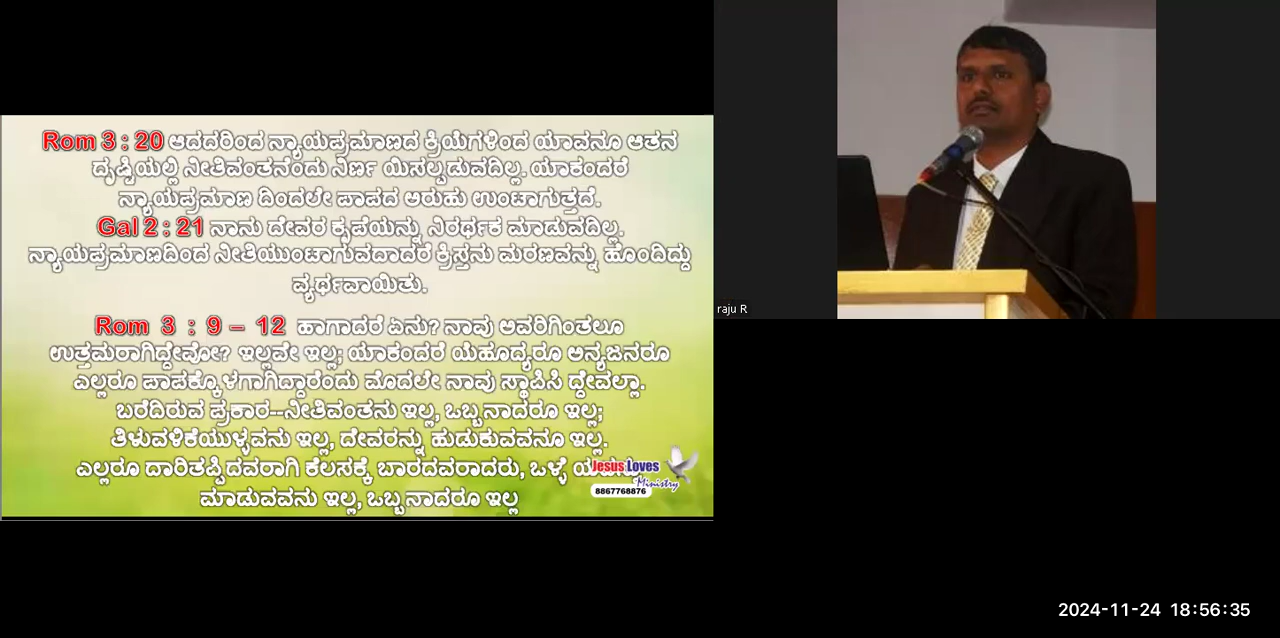 Rom 3 : 20 ಆದದರಿಂದ ನ್ಯಾಯಪ್ರಮಾಣದ ಕ್ರಿಯೆಗಳಿಂದ ಯಾವನೂ ಆತನ
ದೃಷ್ಟಿಯಲ್ಲಿ ನೀತಿವಂತನೆಂದು ನಿರ್ಣ ಯಿಸಲ್ಪಡುವದಿಲ್ಲ. ಯಾಕಂದರೆ
ನ್ಯಾಯಪ್ರಮಾಣ ದಿಂದಲೇ ಪಾಪದ ಅರುಹು ಉಂಟಾಗುತ್ತದೆ.
Gal 2 : 21 ನಾನು ದೇವರ ಕೃಪೆಯನ್ನು ನಿರರ್ಥಕ ಮಾಡುವದಿಲ್ಲ.
ನ್ಯಾಯಪ್ರಮಾಣದಿಂದ ನೀತಿಯುಂಟಾಗುವದಾದರೆ ಕ್ರಿಸ್ತನು ಮರಣವನ್ನು ಹೊಂದಿದ್ದು
ವ್ಯರ್ಥವಾಯಿತು.
Rom 3 : 9 – 12 ಹಾಗಾದರೆ ಏನು? ನಾವು ಅವರಿಗಿಂತಲೂ
ಉತ್ತಮರಾಗಿದ್ದೇವೋ? ಇಲ್ಲವೇ ಇಲ್ಲ; ಯಾಕಂದರೆ ಯೆಹೂದ್ಯರೂ ಅನ್ಯಜನರೂ
ಎಲ್ಲರೂ ಪಾಪಕ್ಕೊಳಗಾಗಿದ್ದಾರೆಂದು ಮೊದಲೇ ನಾವು ಸ್ಥಾಪಿಸಿ ದ್ದೇವಲ್ಲಾ.
ಬರೆದಿರುವ ಪ್ರಕಾರ--ನೀತಿವಂತನು ಇಲ್ಲ, ಒಬ್ಬನಾದರೂ ಇಲ್ಲ;
ತಿಳುವಳಿಕೆಯುಳ್ಳವನು ಇಲ್ಲ, ದೇವರನ್ನು ಹುಡುಕುವವನೂ ಇಲ್ಲ.
ಎಲ್ಲರೂ ದಾರಿತಪ್ಪಿದವರಾಗಿ ಕೆಲಸಕ್ಕೆ ಬಾರದವರಾದರು, ಒಳ್ಳೆ
ಮಾಡುವವನು ಇಲ್ಲ, ಒಬ್ಬನಾದರೂ ಇಲ್ಲ
Jesus Loves
Ministry
8867768876
raju R
2024-11-24 18:56:35